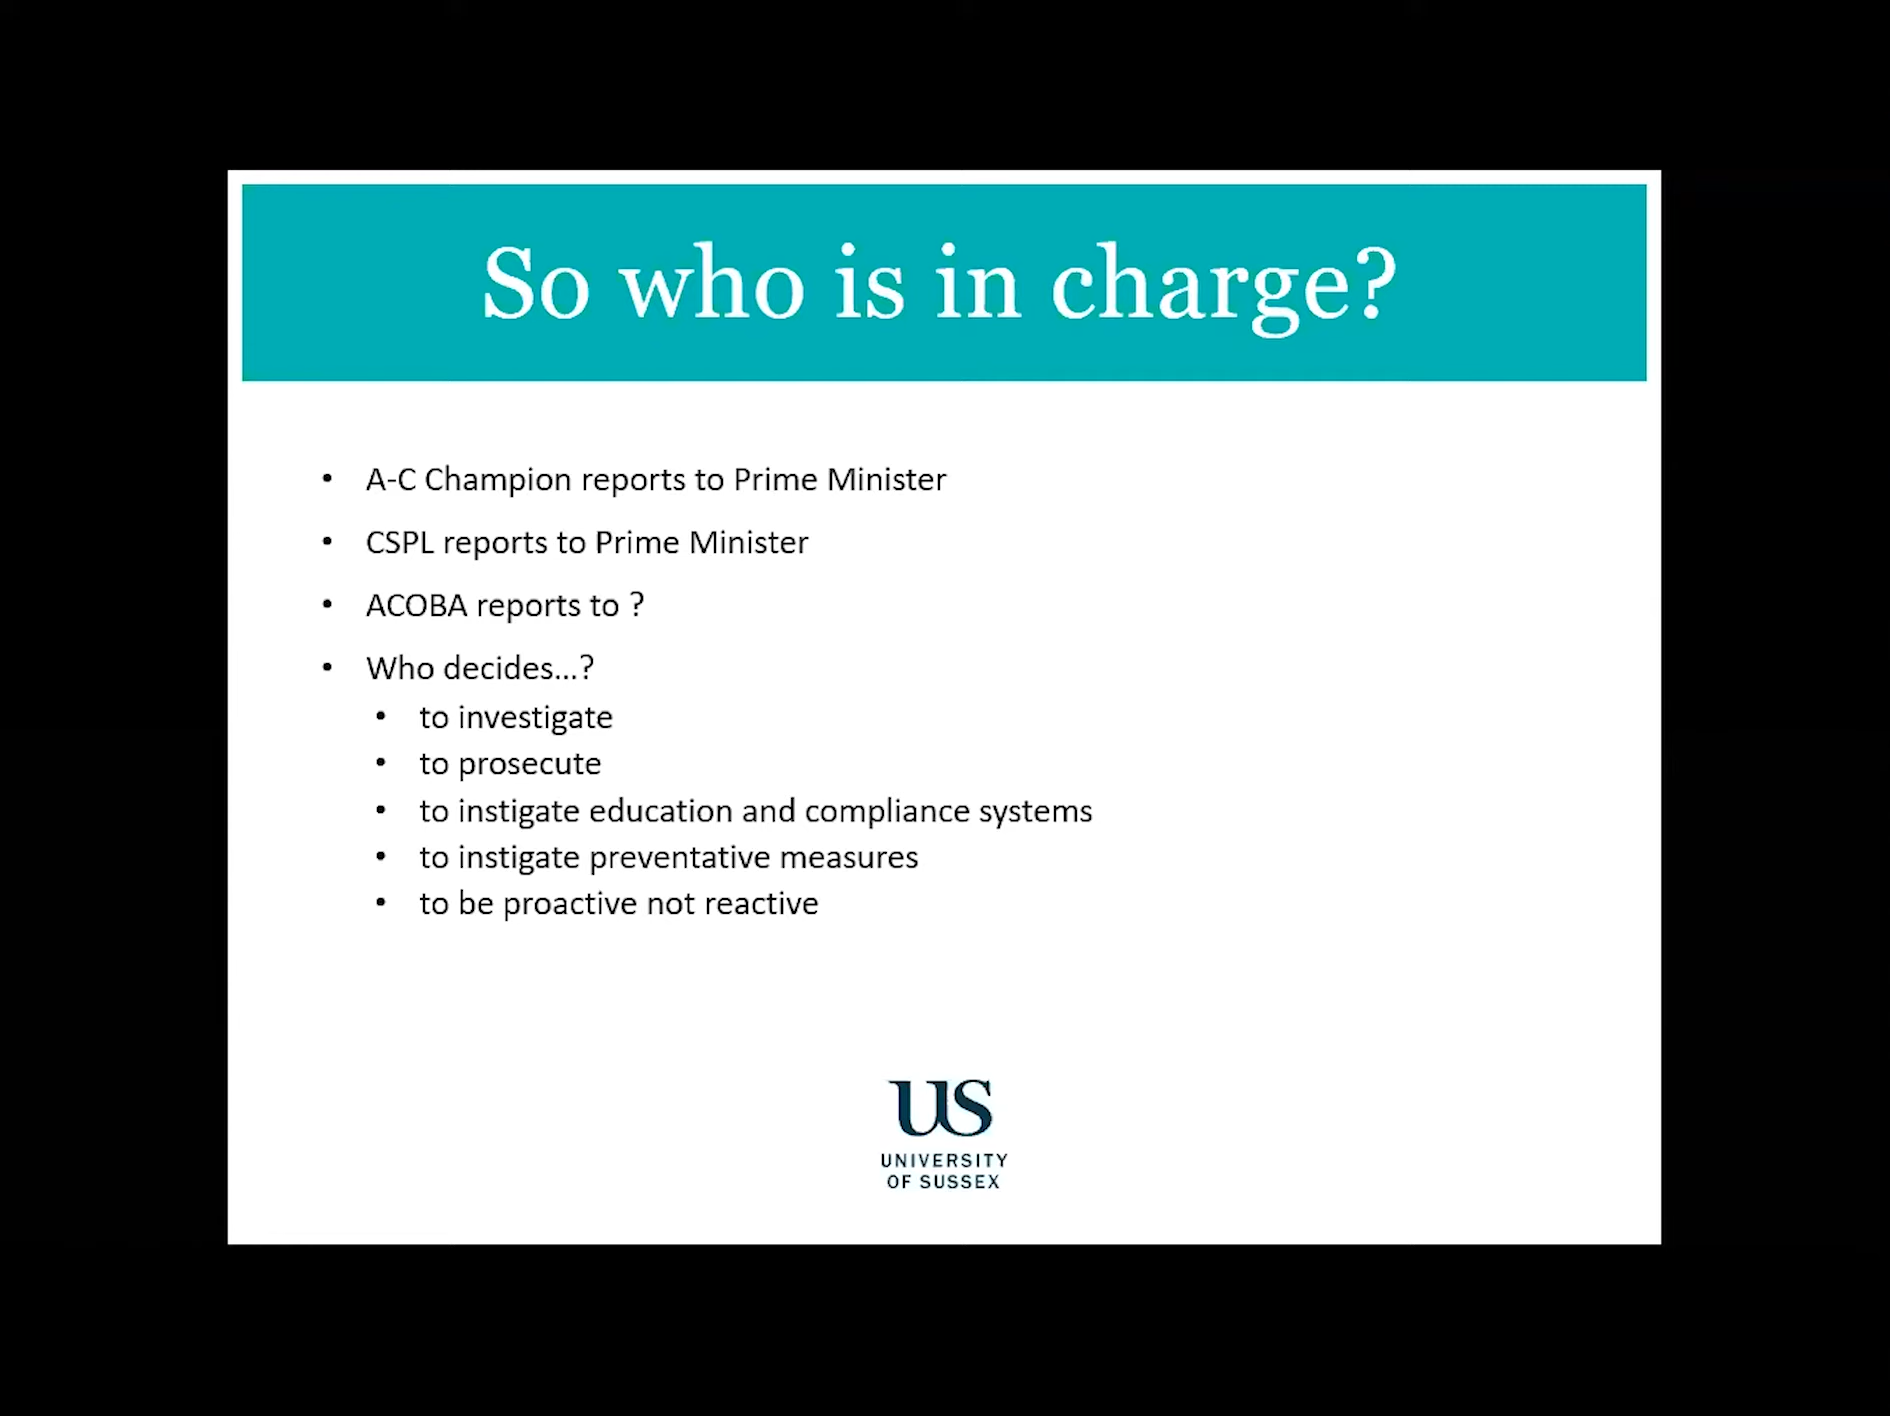 So who is in charge?
• A-C Champion reports to Prime Minister
• CSPL reports to Prime Minister
• ACOBA reports to ?
• Who decides...?
• to investigate
• to prosecute
• to instigate education and compliance systems
• to instigate preventative measures
• to be proactive not reactive
US
UNIVERSITY
OF SUSSEX